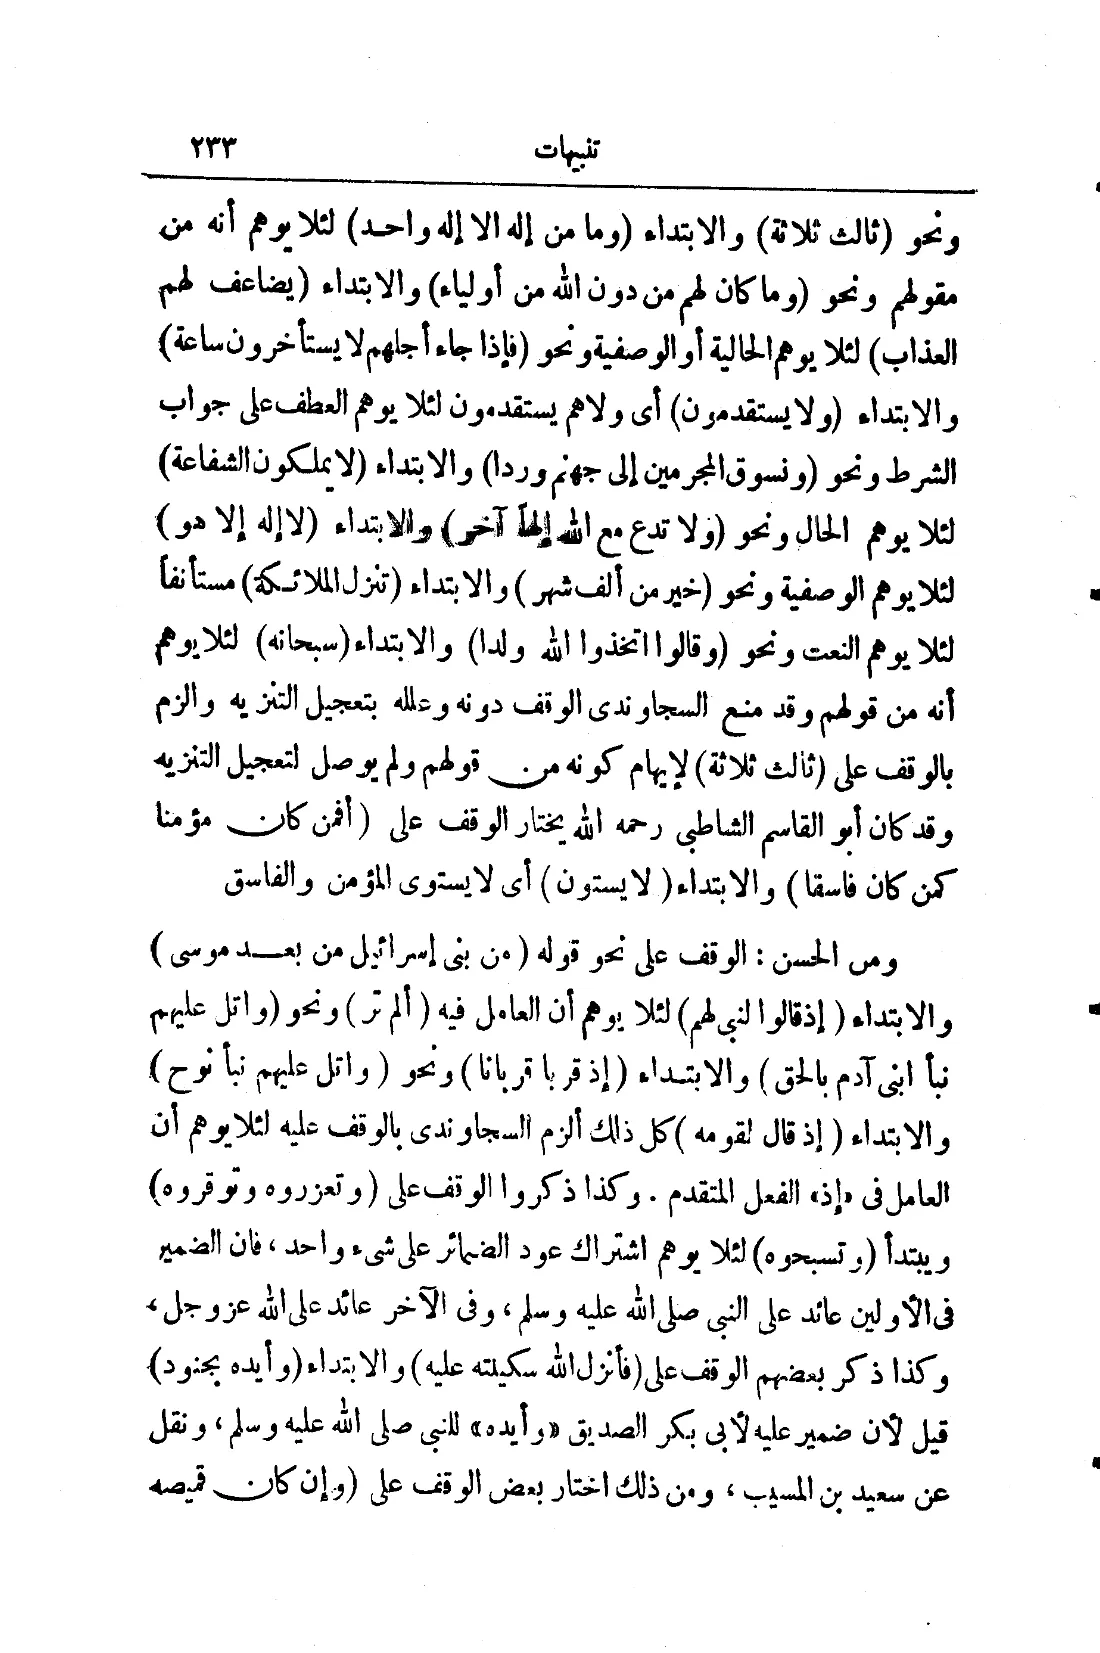 تنبيهات ٢٣٣
ونحو (ثالث ثلاثة) والابتداء (وما من إله الا إله واحد) لئلا يوهم أنه من
مقولهم ونحو (وما كان لهم من دون الله من أولياء) والابتداء (يضاعف لهم
العذاب) لئلا يوهم الحالية أو الوصفية ونحو (فإذا جاء أجلهم لا يستأخرون ساعة)
والابتداء (ولا يستقدمون) أى ولاهم يستقدمون لئلا يوهم العطف على جواب
الشرط ونحو (ونسوق المجرمين إلى جهنم وردا) والابتداء (لا يملكون الشفاعة)
لئلا يوهم الحال ونحو (ولا تدع مع الله إلهاً آخر) والابتداء (لا إله إلا هو)
لئلا يوهم الوصفية ونحو (خير من ألف شهر) والابتداء (تنزل الملائكة) مستأنفاً
لئلا يوهم النعت ونحو (وقالوا اتخذوا الله ولدا) والابتداء (سبحانه) لئلا يوهم
أنه من قولهم وقد منع السجاوندى الوقف دونه وعلله بتعجيل التنزيه والزم
بالوقف على (ثالث ثلاثة) لإيهام كونه من قولهم ولم يوصل لتعجيل التنزيه
وقد كان أبو القاسم الشاطبى رحمه الله يختار الوقف على (أفمن كان مؤمنا
كمن كان فاسقا) والابتداء (لا يستون) أى لا يستوى المؤمن والفاسق
ومن الحسن : الوقف على نحو قوله (من بنى إسرائيل من بعد موسى)
والابتداء (إذ قالوا لنبى لهم) لئلا يوهم أن العامل فيه (ألم تر) ونحو (واتل عليهم
نبأ ابنى آدم بالحق) والابتداء (إذ قربا قربانا) ونحو (واتل عليهم نبأ نوح)
والابتداء (إذ قال لقومه) كل ذلك ألزم السجاوندى بالوقف عليه لئلا يوهم أن
العامل فى «إذ» الفعل المتقدم . وكذا ذكروا الوقف على (وتعزروه وتوقروه)
ويبتدأ (وتسبحوه) لئلا يوهم اشتراك عود الضمائر على شىء واحد ، فان الضمير
فى الأولين عائد على النبى صلى الله عليه وسلم ، وفى الآخر عائد على الله عز وجل ،
وكذا ذكر بعضهم الوقف على (فأنزل الله سكيلته عليه) والابتداء (وأيده بجنود)
قيل لأن ضمير عليه لأبى بكر الصديق «وأيده» للنبى صلى الله عليه وسلم ، ونقل
عن سعيد بن المسيب ، ومن ذلك اختار بعض الوقف على (وإن كان قميصه